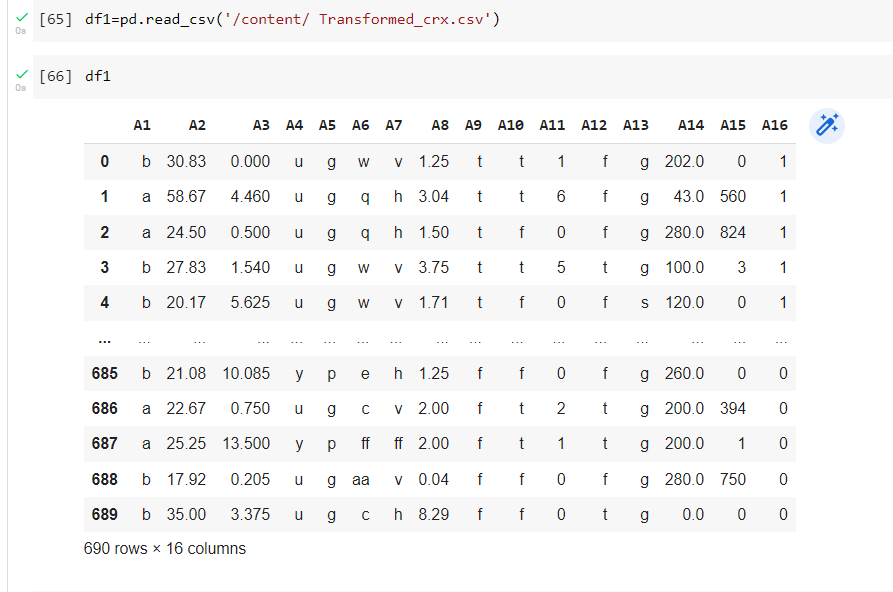 [65] df1=pd.read_csv('/content/ Transformed_crx.csv')
0s
[66] df1
0s
A1 A2 A3 A4 A5 A6 A7 A8 A9 A10 A11 A12 A13 A14 A15 A16
0 b 30.83 0.000 u g w v 1.25 t t 1 f g 202.0 0 1
1 a 58.67 4.460 u g q h 3.04 t t 6 f g 43.0 560 1
2 a 24.50 0.500 u g q h 1.50 t f 0 f g 280.0 824 1
3 b 27.83 1.540 u g w v 3.75 t t 5 t g 100.0 3 1
4 b 20.17 5.625 u g w v 1.71 t f 0 f s 120.0 0 1
... ... ... ... ... ... ... ... ... ... ... ... ... ... ... ... ...
685 b 21.08 10.085 y p e h 1.25 f f 0 f g 260.0 0 0
686 a 22.67 0.750 u g c v 2.00 f t 2 t g 200.0 394 0
687 a 25.25 13.500 y p ff ff 2.00 f t 1 t g 200.0 1 0
688 b 17.92 0.205 u g aa v 0.04 f f 0 f g 280.0 750 0
689 b 35.00 3.375 u g c h 8.29 f f 0 t g 0.0 0 0
690 rows × 16 columns